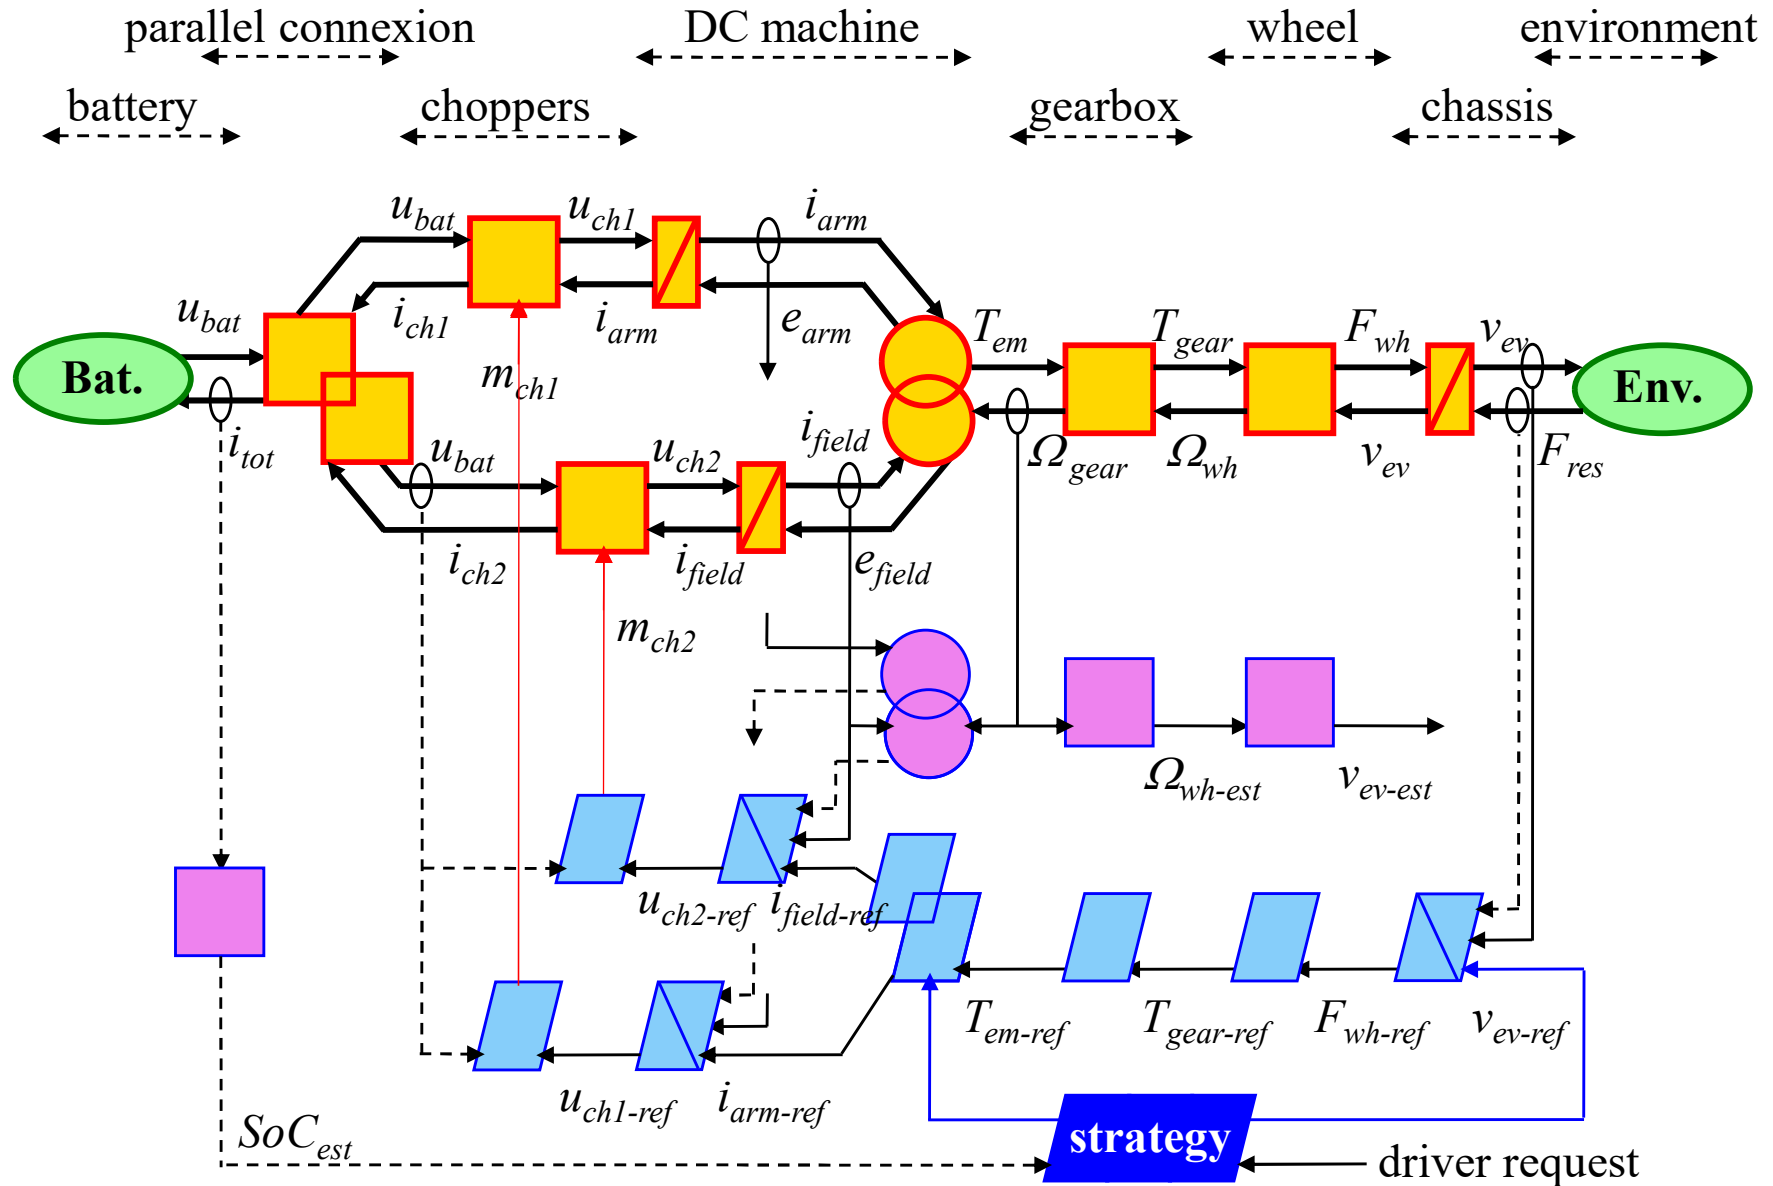 parallel connexion DC machine wheel environment
battery choppers gearbox chassis
u_bat u_ch1 i_arm
u_bat i_ch1 i_arm e_arm T_em T_gear F_wh v_ev
m_ch1
Bat. Env.
i_tot u_bat u_ch2 i_field Ω_gear Ω_wh v_ev F_res
i_ch2 i_field e_field
m_ch2
Ω_wh-est v_ev-est
u_ch2-ref i_field-ref
T_em-ref T_gear-ref F_wh-ref v_ev-ref
u_ch1-ref i_arm-ref
SoC_est strategy
driver request